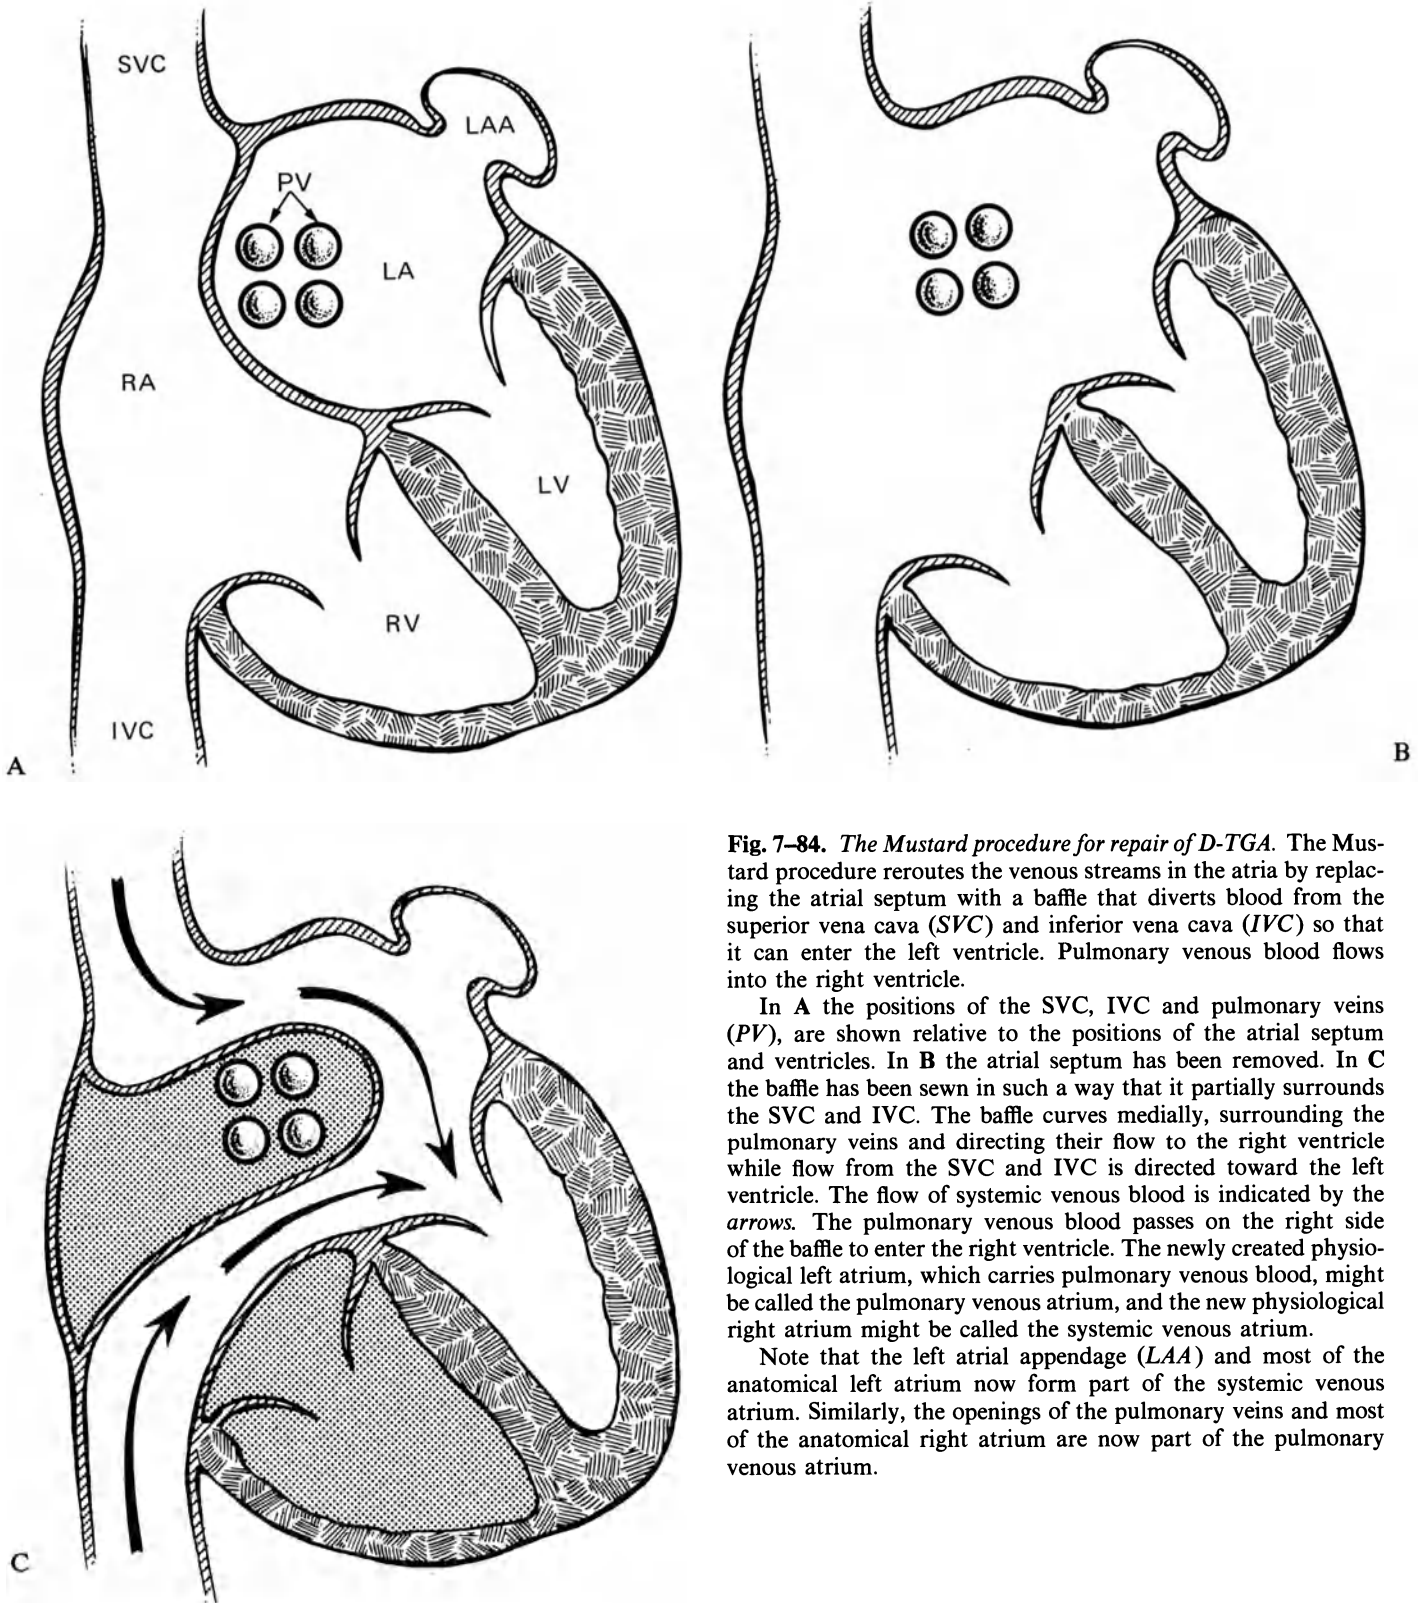 SVC
LAA
PV
LA
RA
LV
RV
IVC
A
B
C
Fig. 7–84. The Mustard procedure for repair of D-TGA. The Mus-
tard procedure reroutes the venous streams in the atria by replac-
ing the atrial septum with a baffle that diverts blood from the
superior vena cava (SVC) and inferior vena cava (IVC) so that
it can enter the left ventricle. Pulmonary venous blood flows
into the right ventricle.
In A the positions of the SVC, IVC and pulmonary veins
(PV), are shown relative to the positions of the atrial septum
and ventricles. In B the atrial septum has been removed. In C
the baffle has been sewn in such a way that it partially surrounds
the SVC and IVC. The baffle curves medially, surrounding the
pulmonary veins and directing their flow to the right ventricle
while flow from the SVC and IVC is directed toward the left
ventricle. The flow of systemic venous blood is indicated by the
arrows. The pulmonary venous blood passes on the right side
of the baffle to enter the right ventricle. The newly created physio-
logical left atrium, which carries pulmonary venous blood, might
be called the pulmonary venous atrium, and the new physiological
right atrium might be called the systemic venous atrium.
Note that the left atrial appendage (LAA) and most of the
anatomical left atrium now form part of the systemic venous
atrium. Similarly, the openings of the pulmonary veins and most
of the anatomical right atrium are now part of the pulmonary
venous atrium.